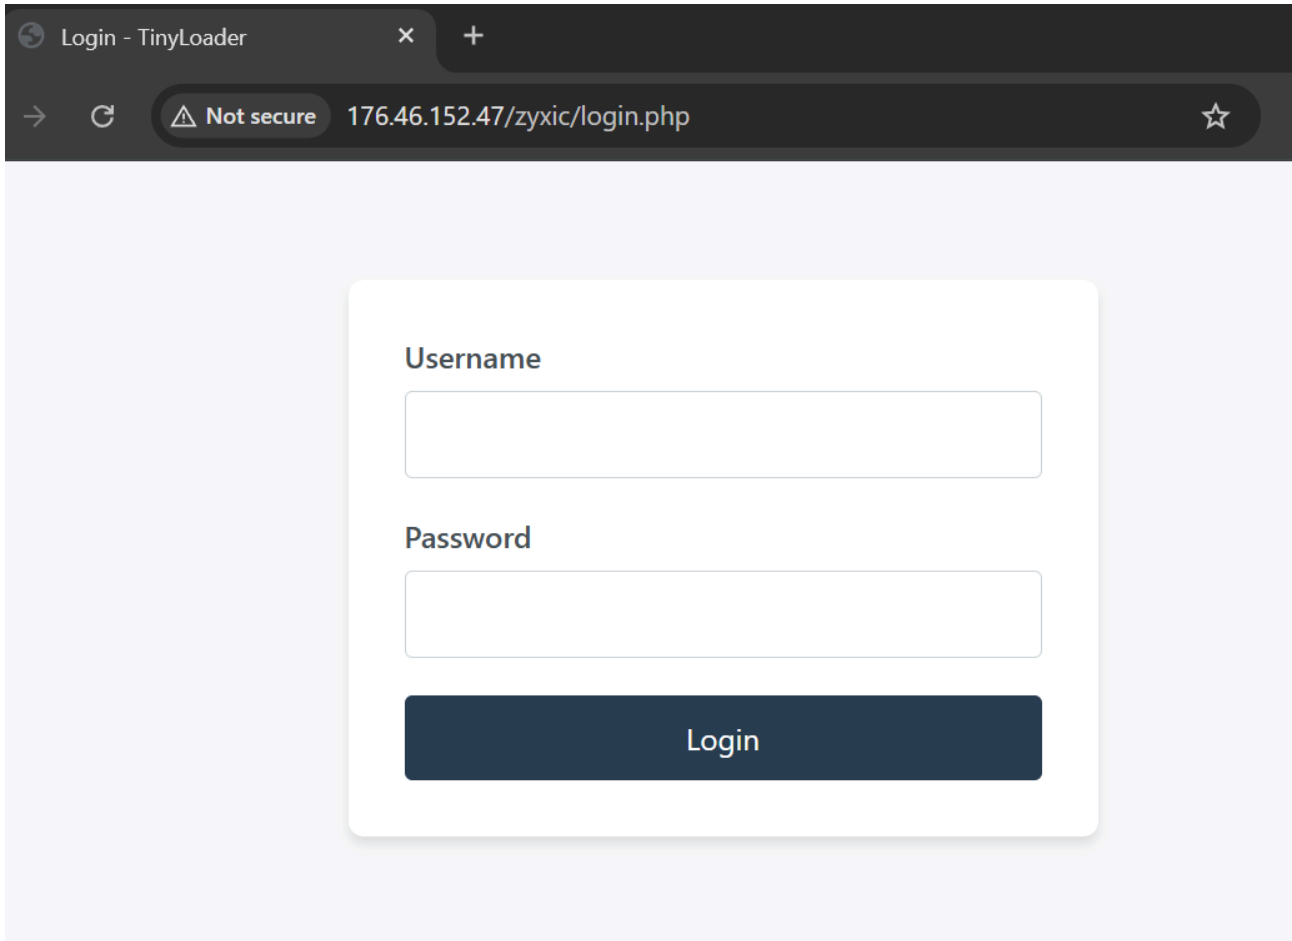 Login - TinyLoader
Not secure 176.46.152.47/zyxic/login.php
Username
Password
Login